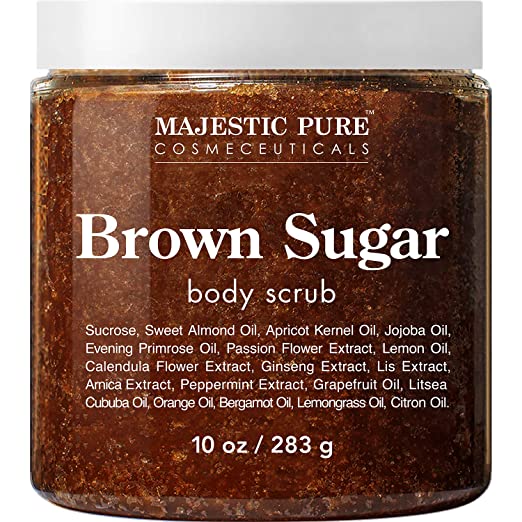 MAJESTIC PURE™
COSMECEUTICALS
Brown Sugar
body scrub
Sucrose, Sweet Almond Oil, Apricot Kernel Oil, Jojoba Oil,
Evening Primrose Oil, Passion Flower Extract, Lemon Oil,
Calendula Flower Extract, Ginseng Extract, Lis Extract,
Arnica Extract, Peppermint Extract, Grapefruit Oil, Litsea
Cububa Oil, Orange Oil, Bergamot Oil, Lemongrass Oil, Citron Oil.
10 oz / 283 g